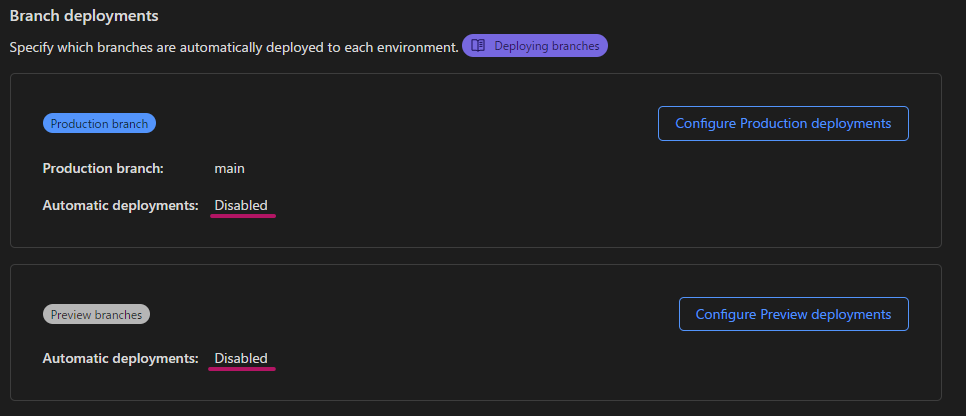 Branch deployments
Specify which branches are automatically deployed to each environment. Deploying branches
Production branch
Configure Production deployments
Production branch: main
Automatic deployments: Disabled
Preview branches
Configure Preview deployments
Automatic deployments: Disabled